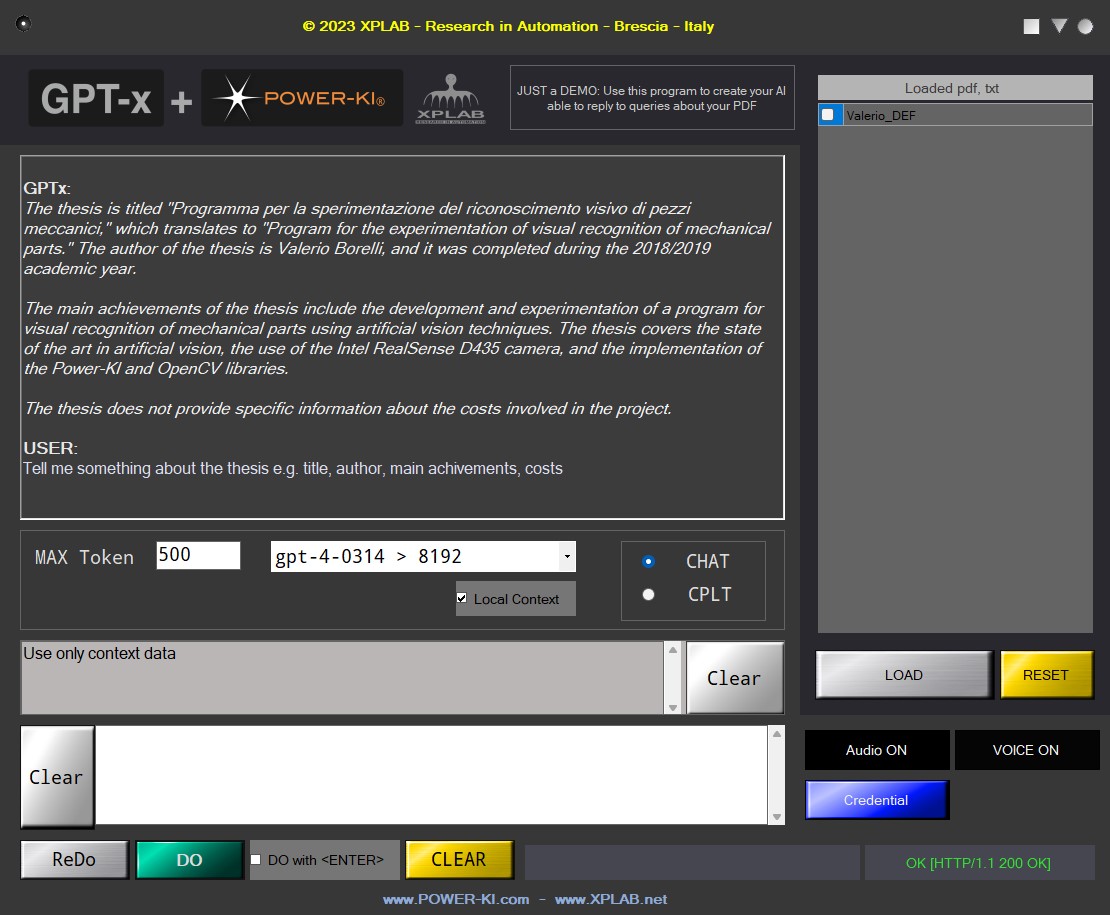 © 2023 XPLAB - Research in Automation - Brescia - Italy
GPT-x + POWER-KI®
XPLAB
RESEARCH IN AUTOMATION
JUST a DEMO: Use this program to create your AI
able to reply to queries about your PDF
Loaded pdf, txt
Valerio_DEF
GPTx:
The thesis is titled "Programma per la sperimentazione del riconoscimento visivo di pezzi
meccanici," which translates to "Program for the experimentation of visual recognition of mechanical
parts." The author of the thesis is Valerio Borelli, and it was completed during the 2018/2019
academic year.
The main achievements of the thesis include the development and experimentation of a program for
visual recognition of mechanical parts using artificial vision techniques. The thesis covers the state
of the art in artificial vision, the use of the Intel RealSense D435 camera, and the implementation of
the Power-KI and OpenCV libraries.
The thesis does not provide specific information about the costs involved in the project.
USER:
Tell me something about the thesis e.g. title, author, main achivements, costs
MAX Token 500 gpt-4-0314 > 8192
CHAT
Local Context
CPLT
Use only context data
Clear
LOAD RESET
Clear
Audio ON VOICE ON
Credential
ReDo DO DO with <ENTER> CLEAR OK [HTTP/1.1 200 OK]
www.POWER-KI.com - www.XPLAB.net